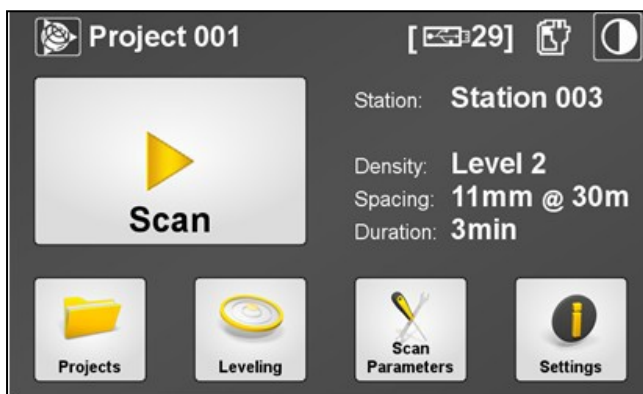 Project 001
[29]
Station: Station 003
Density: Level 2
Spacing: 11mm @ 30m
Duration: 3min
Scan
Projects
Leveling
Scan
Parameters
Settings